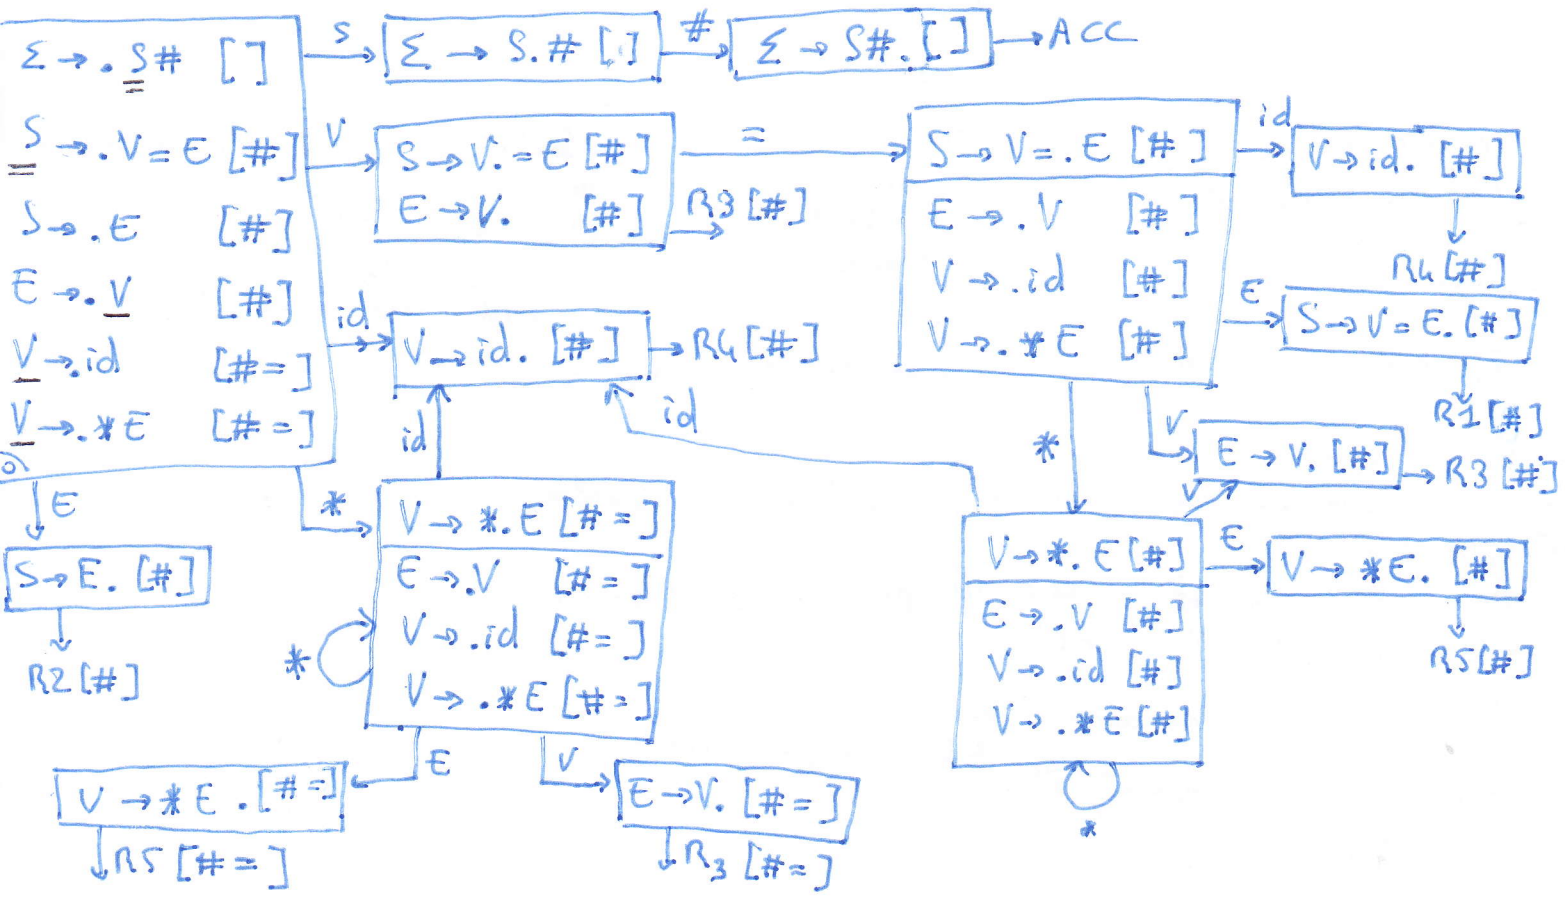 Σ → . S # [ ]
S → . V = E [#]
S → . E [#]
E → . V [#]
V → . id [# = ]
V → . * E [# = ]
0)
S
Σ → S . # [ ]
#
Σ → S # . [ ]
→ ACC
V
S → V . = E [#]
E → V . [#]
R3 [#]
=
S → V = . E [#]
E → . V [#]
V → . id [#]
V → . * E [#]
id
V → id . [#]
R4 [#]
E
S → V = E . [#]
R1 [#]
id
V → id . [#]
R4 [#]
id
id
*
V
E → V . [#]
R3 [#]
V
E
S → E . [#]
R2 [#]
*
V → * . E [# = ]
E → . V [# = ]
V → . id [# = ]
V → . * E [# = ]
*
E
V → * E . [# = ]
R5 [# = ]
V
E → V . [# = ]
R3 [# = ]
V → * . E [#]
E → . V [#]
V → . id [#]
V → . * E [#]
E
V → * E . [#]
R5 [#]
*